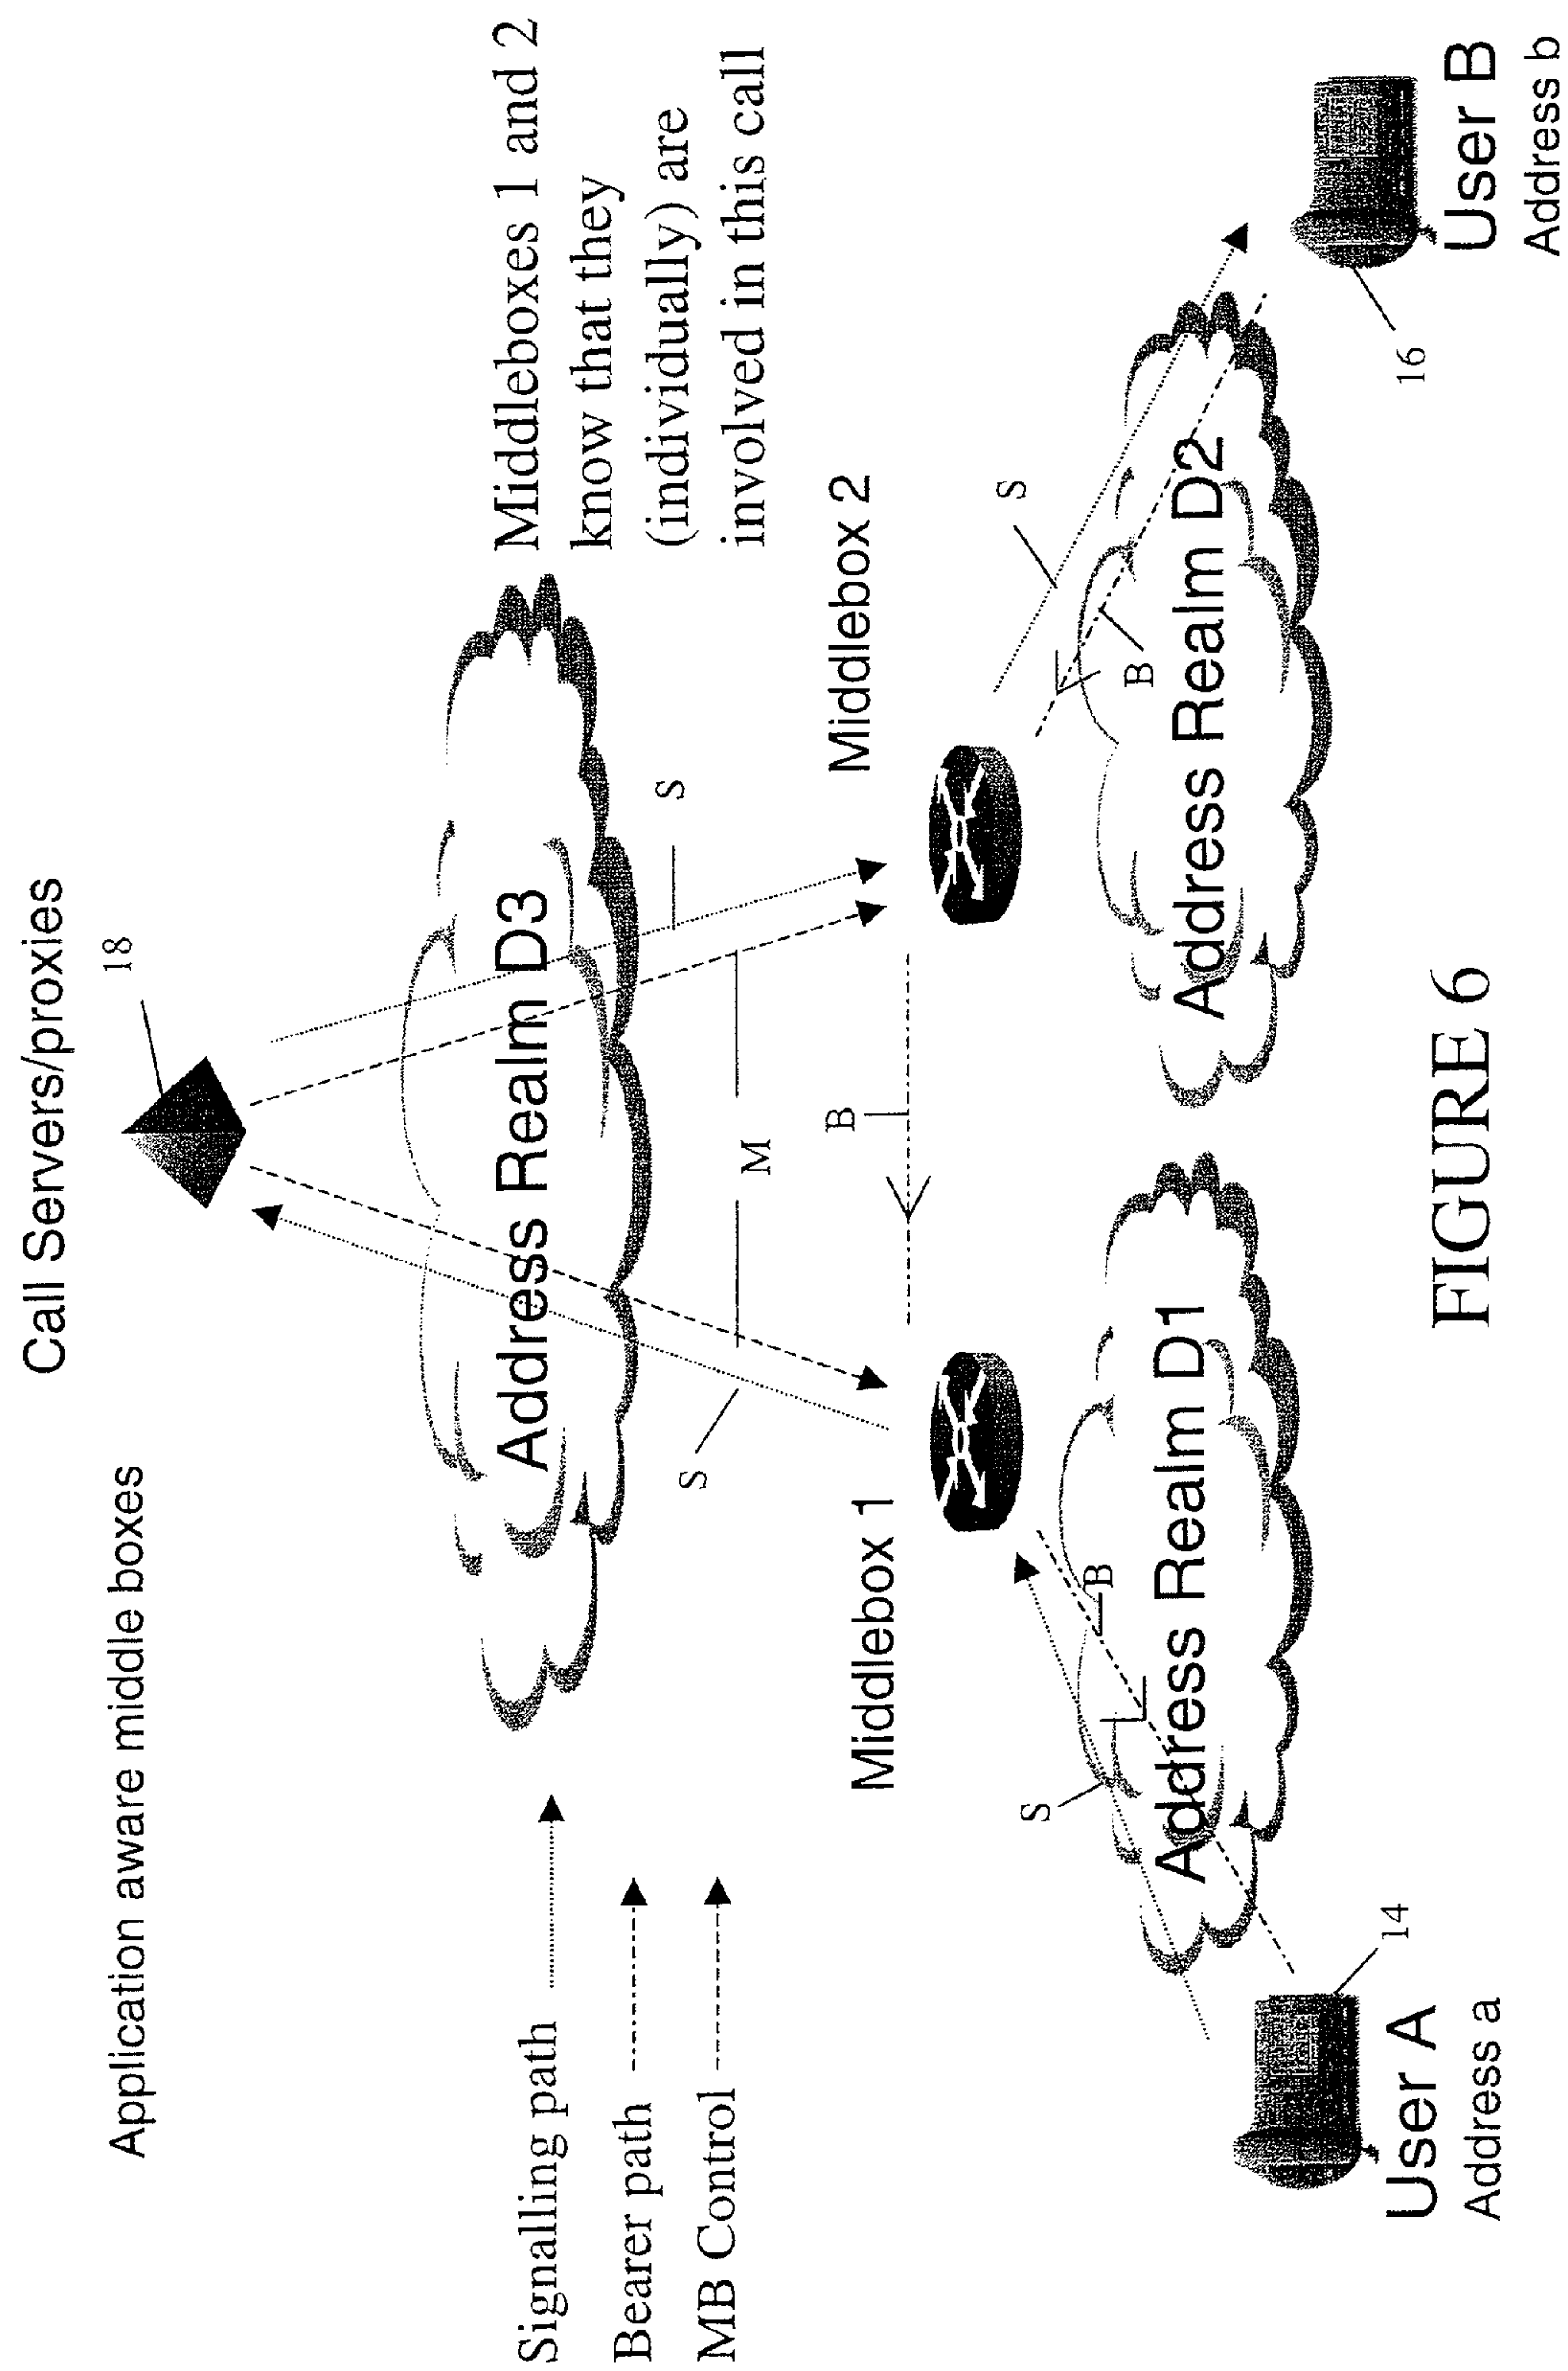 Application aware middle boxes
Call Servers/proxies
18
Signalling path
Bearer path
MB Control
Address Realm D3
Middleboxes 1 and 2
know that they
(individually) are
involved in this call
S
M
S
B
Middlebox 1
Middlebox 2
S
B
S
B
Address Realm D1
Address Realm D2
14
16
User A
Address a
User B
Address b
FIGURE 6